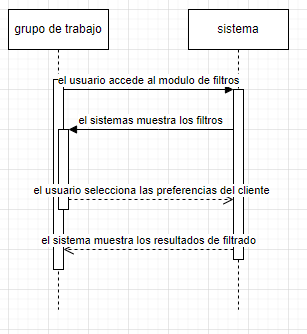 grupo de trabajo
sistema
el usuario accede al modulo de filtros
el sistemas muestra los filtros
el usuario selecciona las preferencias del cliente
el sistema muestra los resultados de filtrado